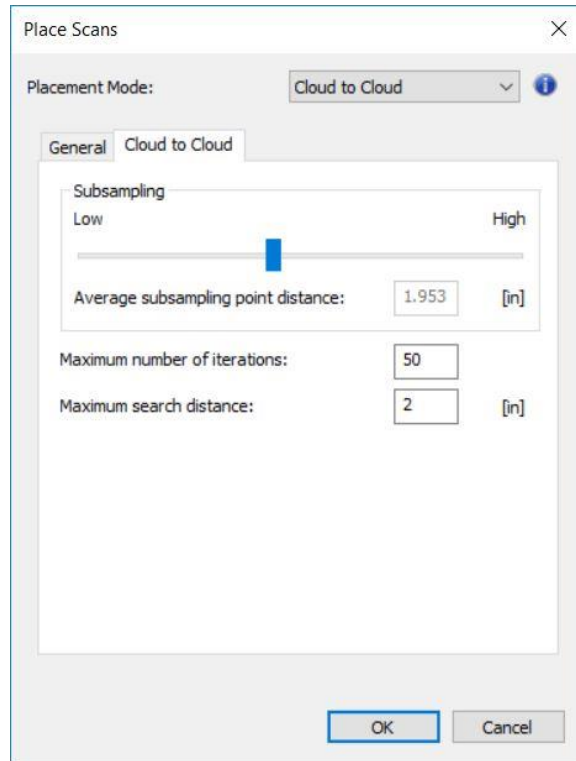 Place Scans
Placement Mode: Cloud to Cloud
General Cloud to Cloud
Subsampling
Low High
Average subsampling point distance: 1.953 [in]
Maximum number of iterations: 50
Maximum search distance: 2 [in]
OK Cancel